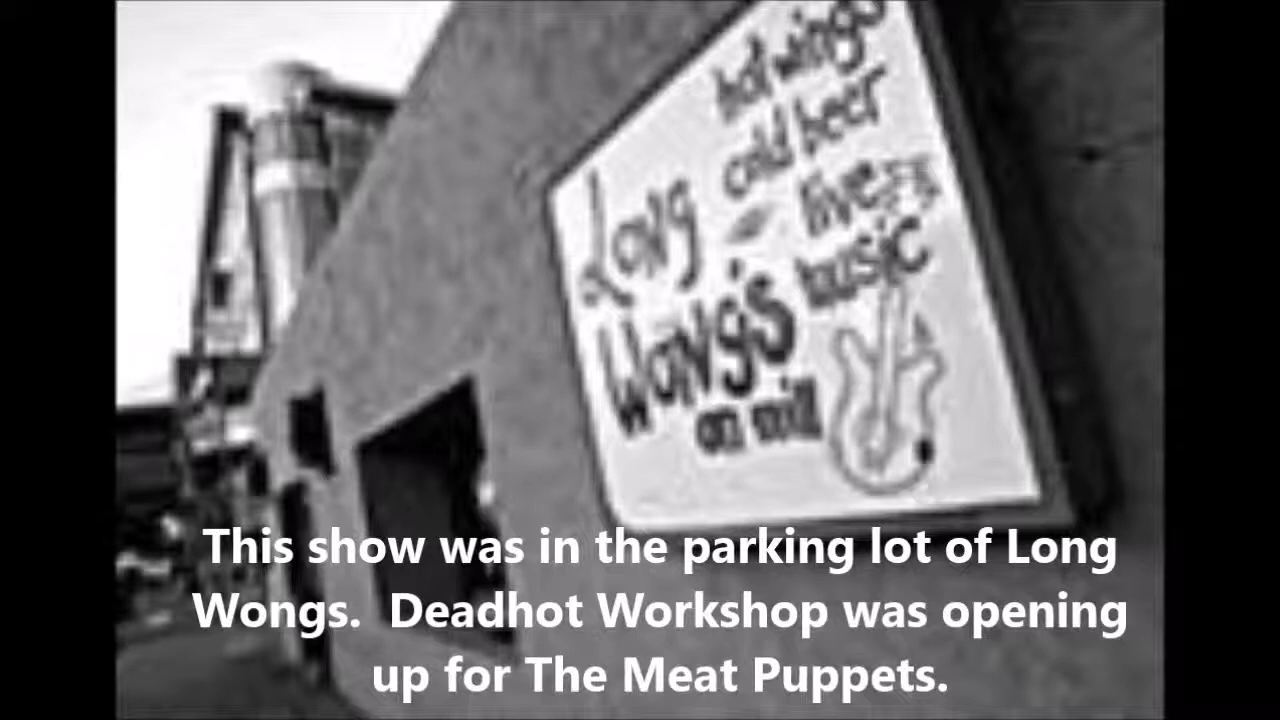 hot wings
cold beer
live
music
Long
Wong's
on mill
This show was in the parking lot of Long
Wongs. Deadhot Workshop was opening
up for The Meat Puppets.